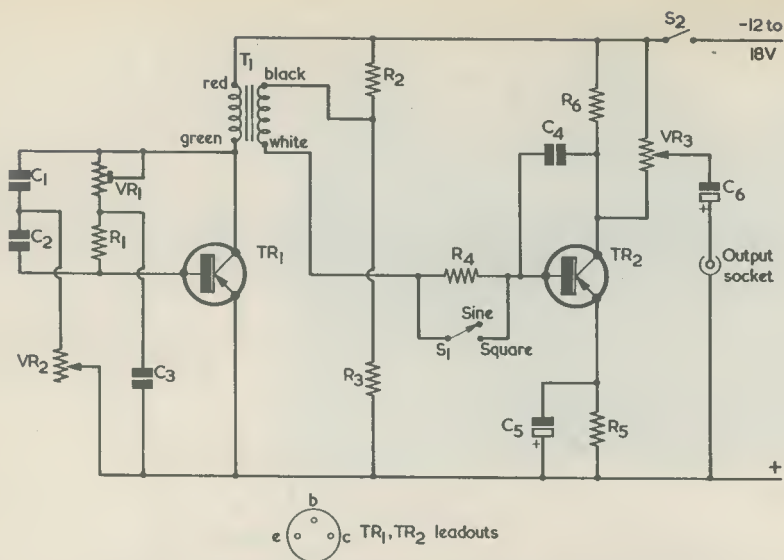 S2
-12 to
18V
T1
red
black
R2
R6
green
white
C4
VR3
C1
VR1
C6
+
C2
R1
TR1
R4
TR2
Output
socket
Sine
S1
Square
VR2
C3
R3
C5
+
R5
+
b
e
c
TR1, TR2 leadouts